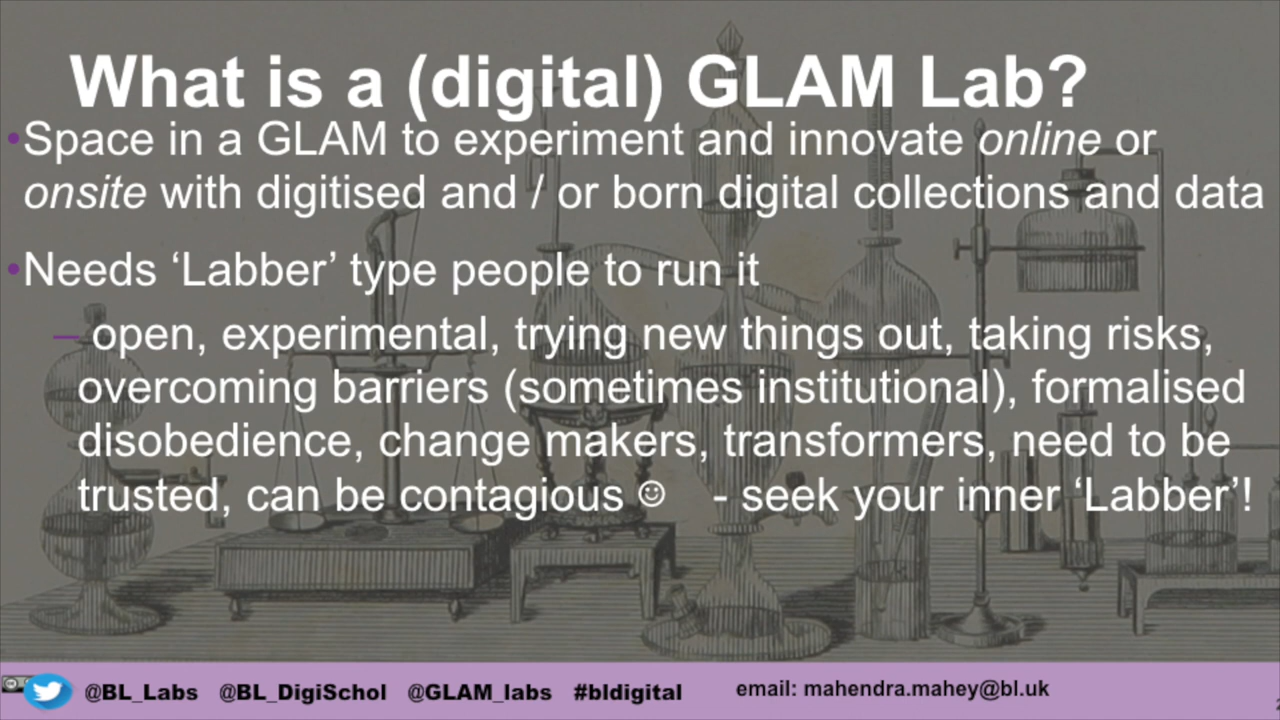 What is a (digital) GLAM Lab?
•Space in a GLAM to experiment and innovate online or
onsite with digitised and / or born digital collections and data
•Needs ‘Labber’ type people to run it
– open, experimental, trying new things out, taking risks,
overcoming barriers (sometimes institutional), formalised
disobedience, change makers, transformers, need to be
trusted, can be contagious ☺ - seek your inner ‘Labber’!
@BL_Labs @BL_DigiSchol @GLAM_labs #bldigital email: mahendra.mahey@bl.uk